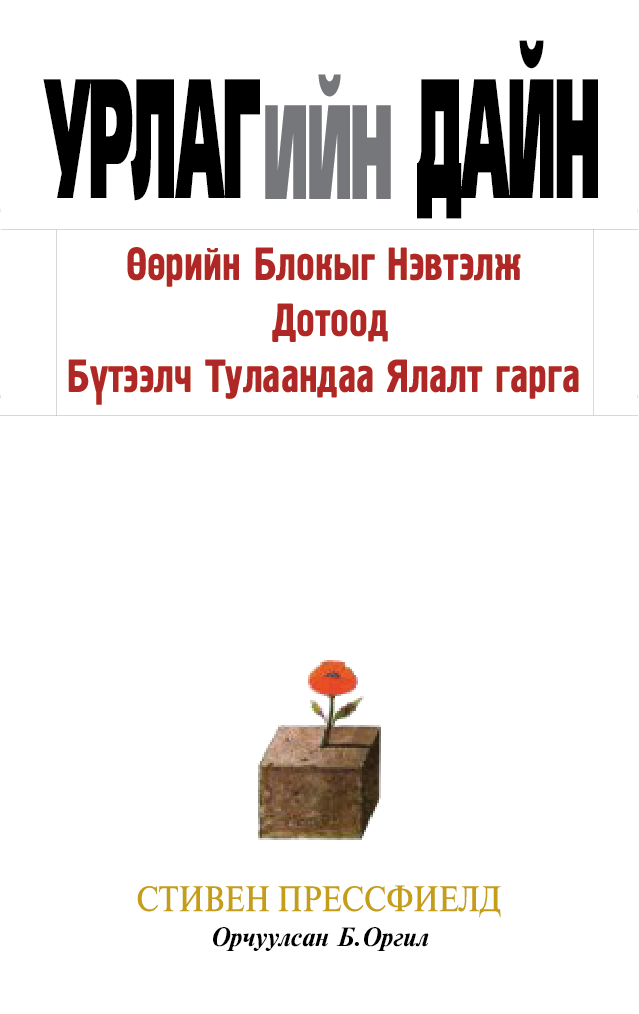 УРЛАГИЙН ДАЙН
Өөрийн Блокыг Нэвтэлж
Дотоод
Бүтээлч Тулаандаа Ялалт гарга
СТИВЕН ПРЕССФИЕЛД
Орчуулсан Б.Оргил